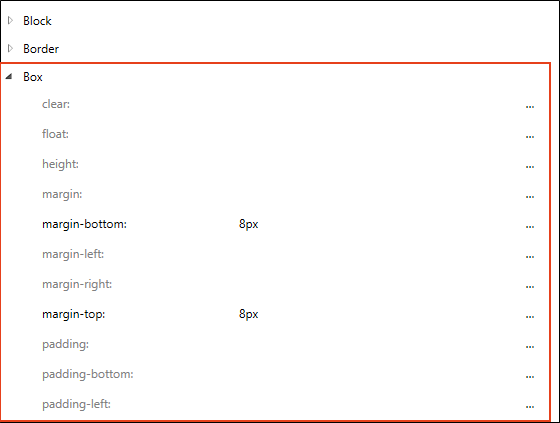 Block
Border
Box
clear: ...
float: ...
height: ...
margin: ...
margin-bottom: 8px ...
margin-left: ...
margin-right: ...
margin-top: 8px ...
padding: ...
padding-bottom: ...
padding-left: ...